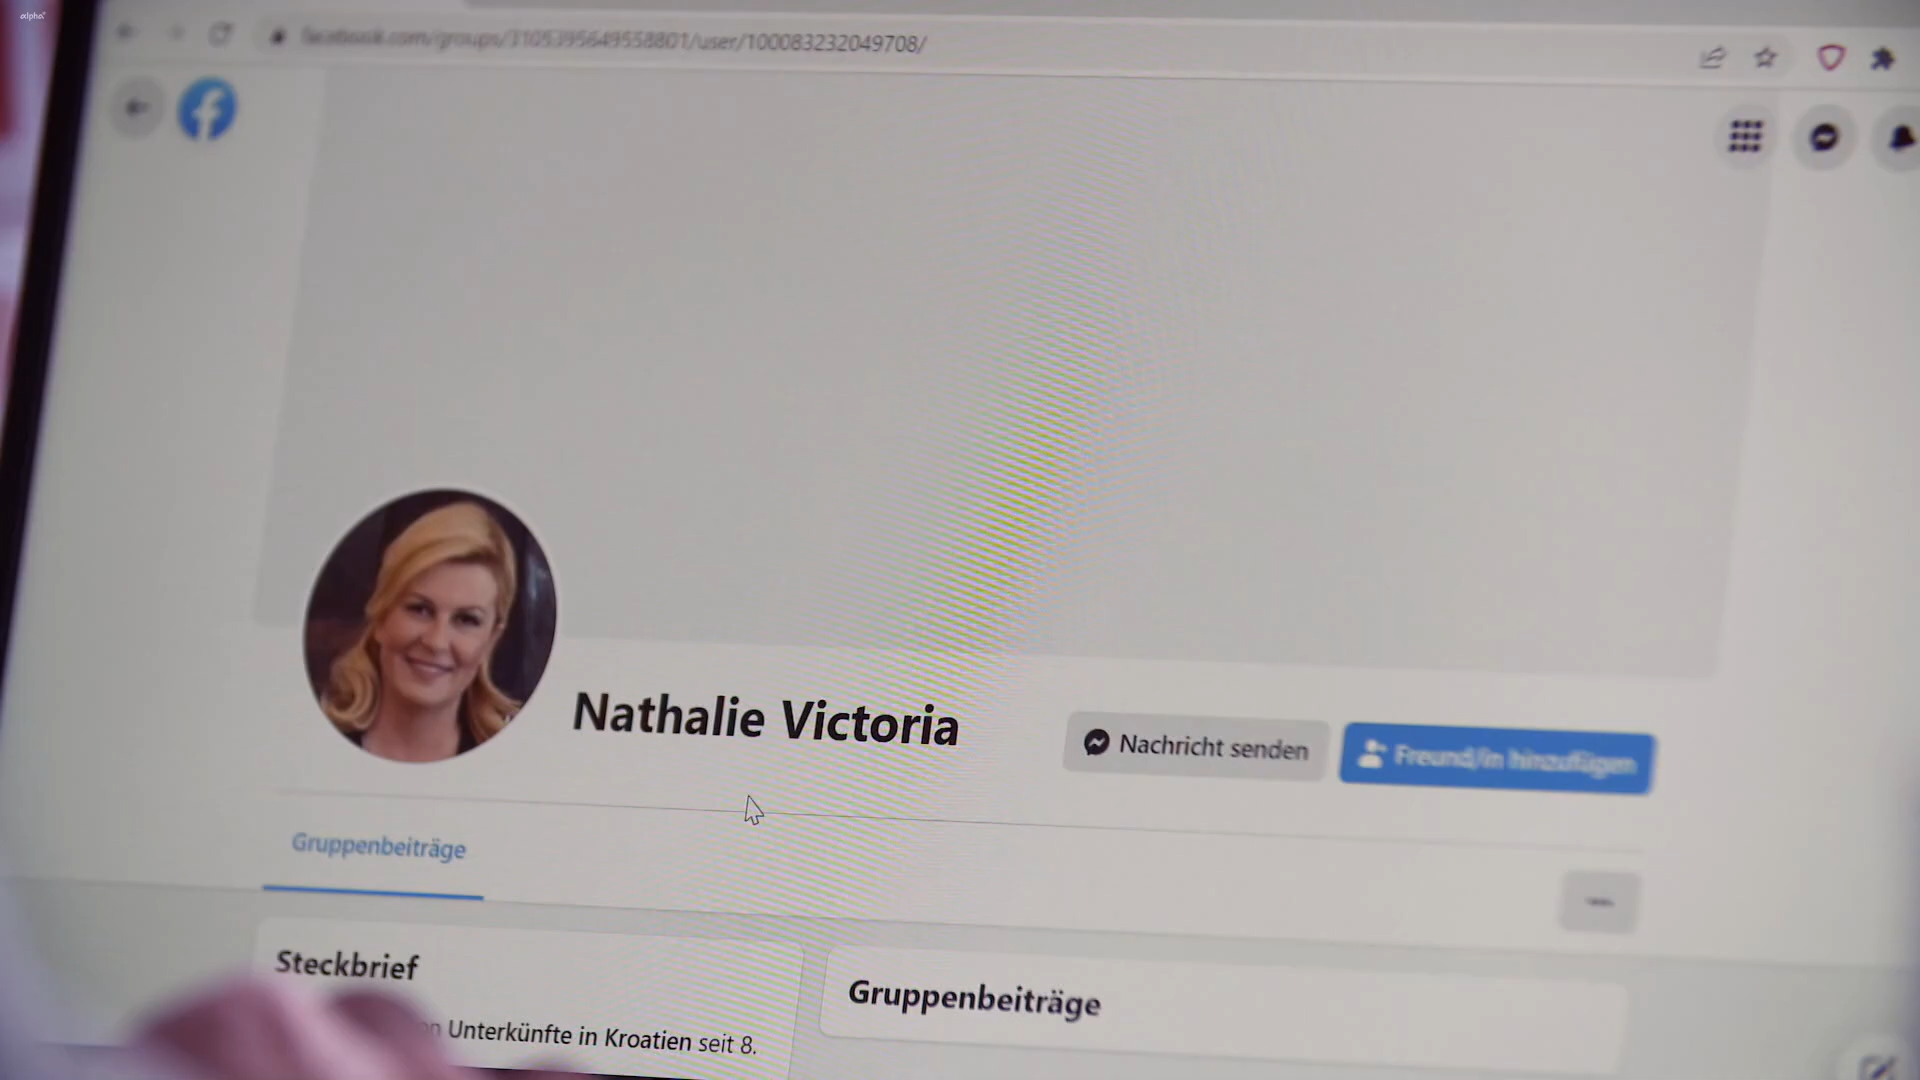 alpha
facebook.com/groups/3105395649558801/user/100083232049708/
Nathalie Victoria
Nachricht senden
Freund/in hinzufügen
Gruppenbeiträge
Steckbrief
Unterkünfte in Kroatien seit 8.
Gruppenbeiträge